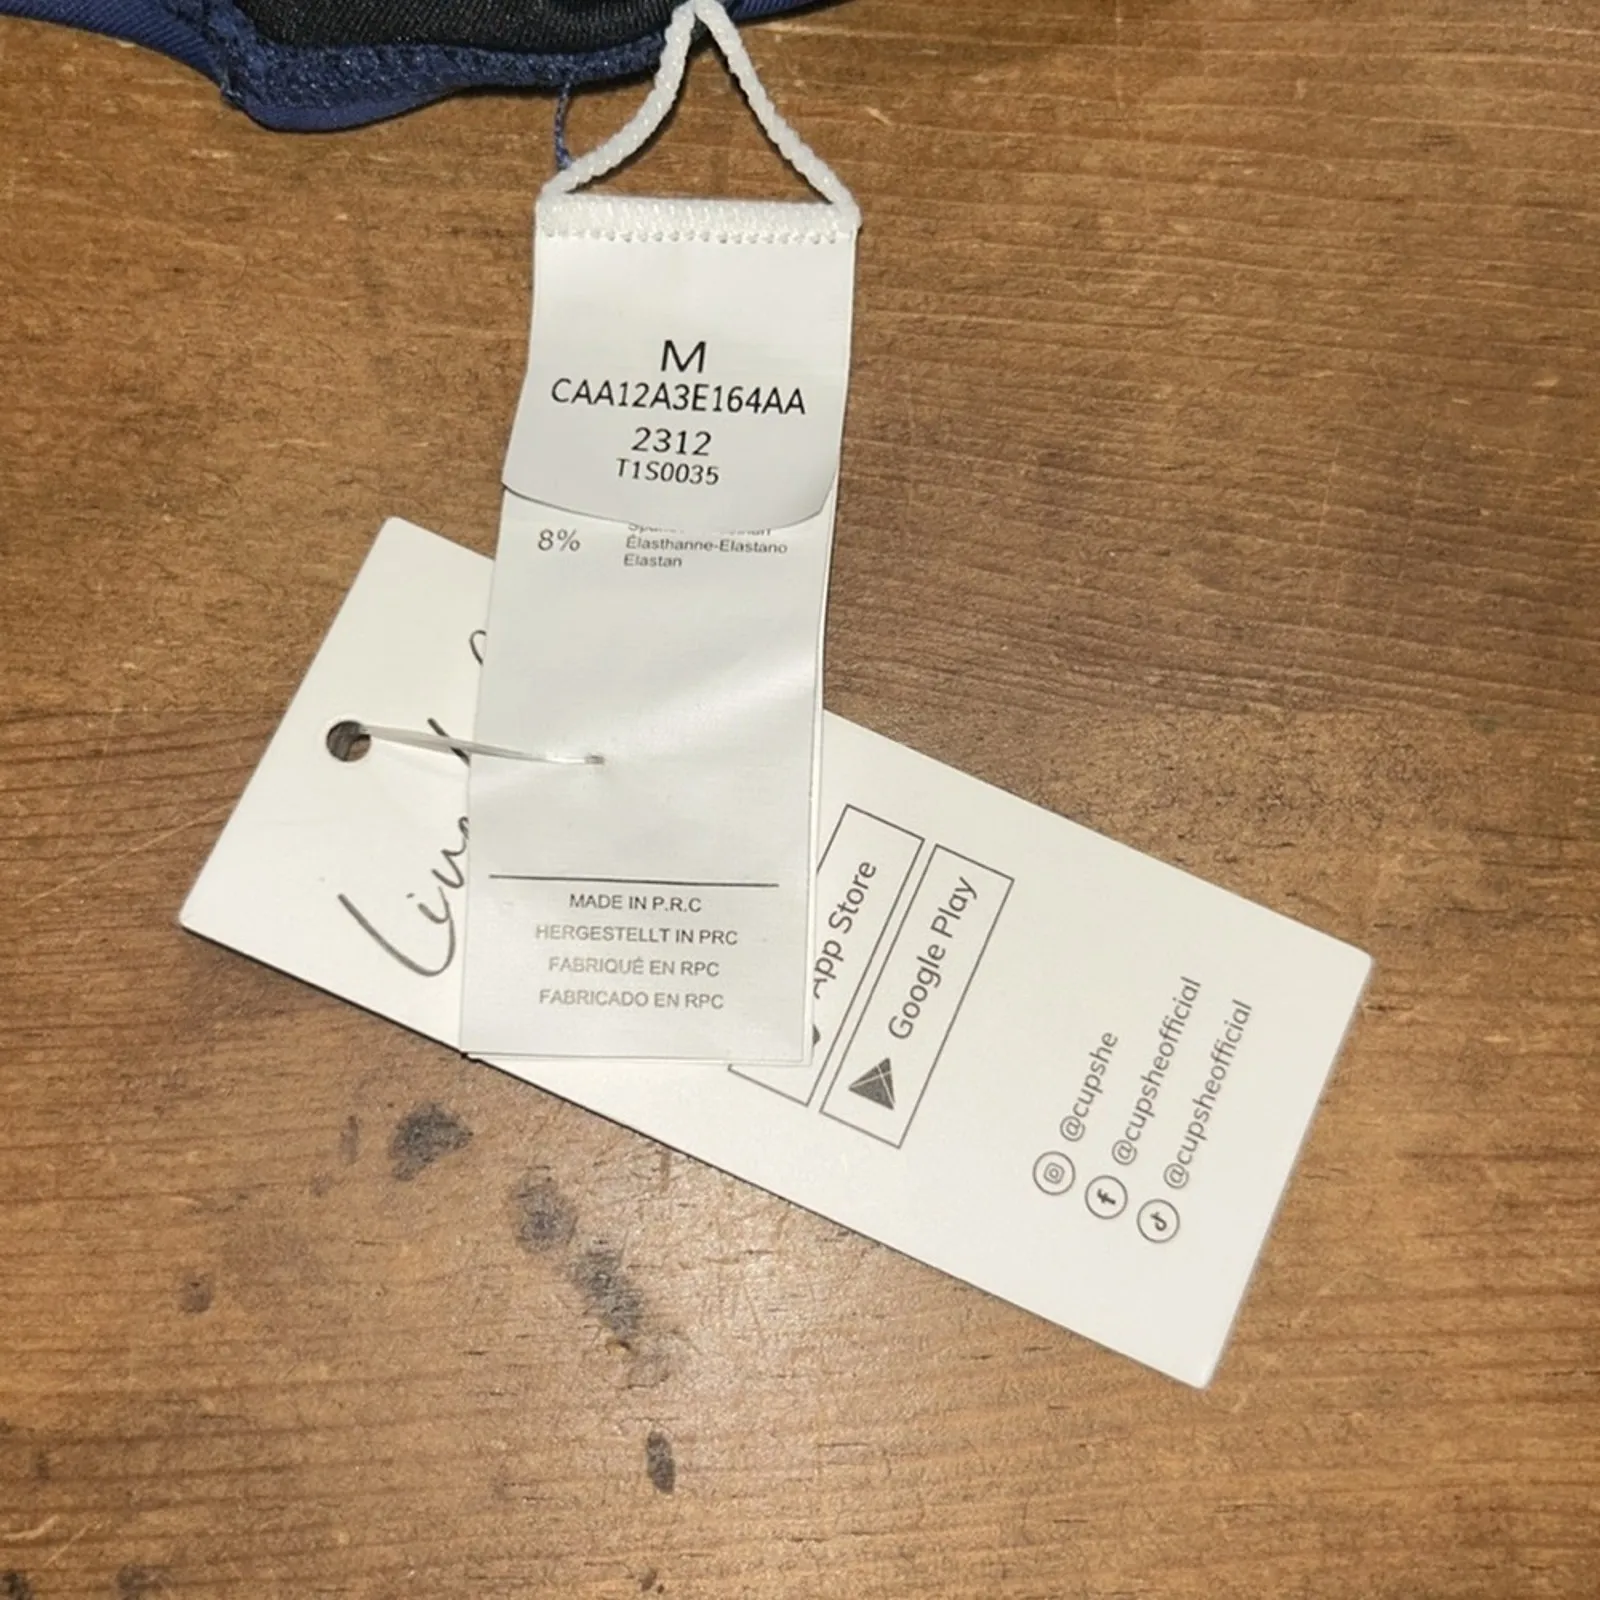 M
CAA12A3E164AA
2312
T1S0035
8%
Élasthanne-Elastano
Elastan
MADE IN P.R.C
HERGESTELLT IN PRC
FABRIQUÉ EN RPC
FABRICADO EN RPC
App Store
Google Play
@cupshe
@cupsheofficial
@cupsheofficial